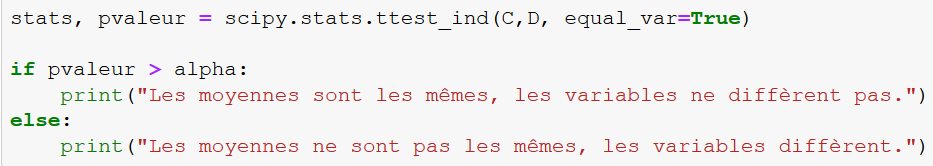 stats, pvaleur = scipy.stats.ttest_ind(C,D, equal_var=True)
if pvaleur > alpha:
    print("Les moyennes sont les mêmes, les variables ne diffèrent pas.")
else:
    print("Les moyennes ne sont pas les mêmes, les variables diffèrent.")